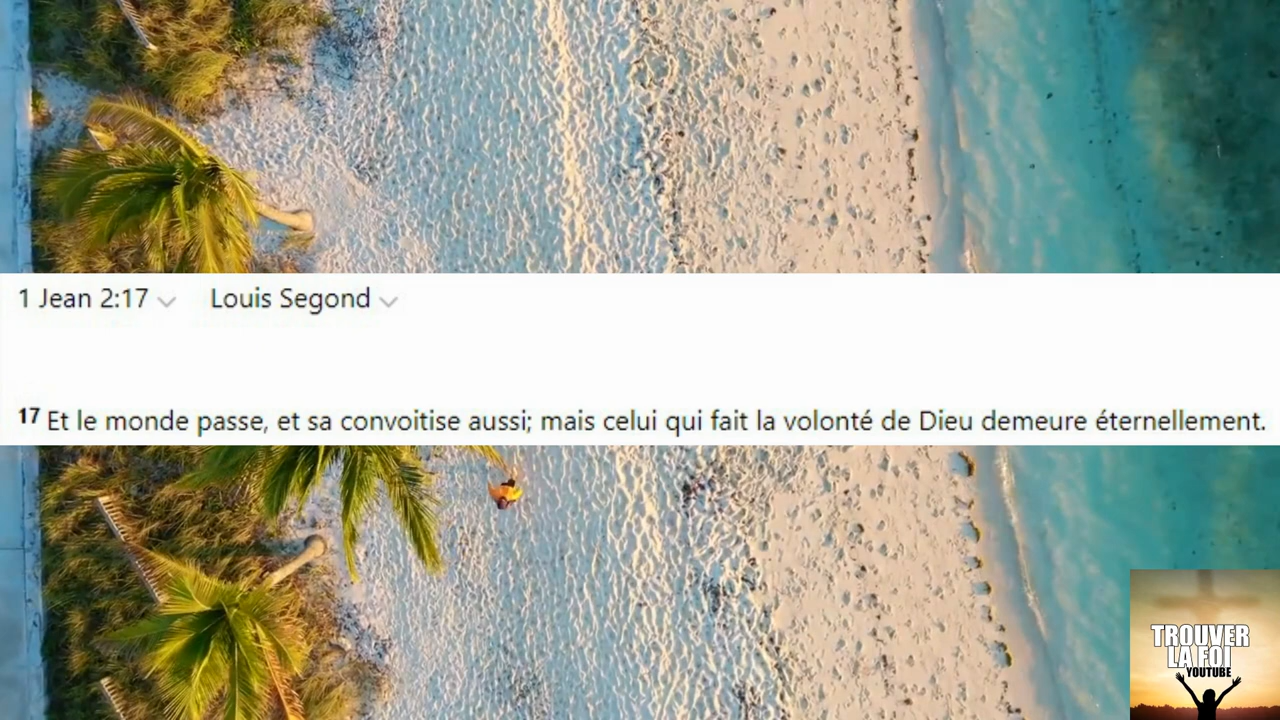 1 Jean 2:17 Louis Segond
17 Et le monde passe, et sa convoitise aussi; mais celui qui fait la volonté de Dieu demeure éternellement.
TROUVER
LA FOI
YOUTUBE